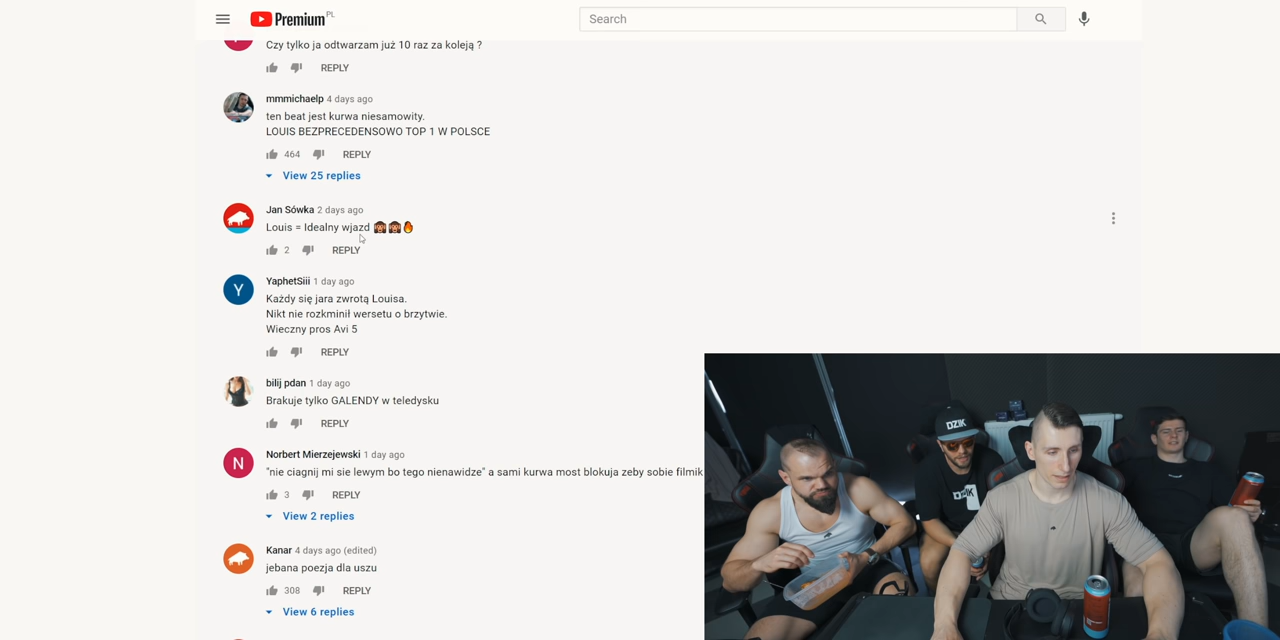 Premium PL
Search
Czy tylko ja odtwarzam już 10 raz za koleją ?
REPLY
mmmichaelp 4 days ago
ten beat jest kurwa niesamowity.
LOUIS BEZPRECEDENSOWO TOP 1 W POLSCE
464 REPLY
View 25 replies
Jan Sówka 2 days ago
Louis = Idealny wjazd
2 REPLY
Y
YaphetSiii 1 day ago
Każdy się jara zwrotą Louisa.
Nikt nie rozkminił wersetu o brzytwie.
Wieczny pros Avi 5
REPLY
bilij pdan 1 day ago
Brakuje tylko GALENDY w teledysku
REPLY
N
Norbert Mierzejewski 1 day ago
"nie ciagnij mi sie lewym bo tego nienawidze" a sami kurwa most blokuja zeby sobie filmik
3 REPLY
View 2 replies
Kanar 4 days ago (edited)
jebana poezja dla uszu
308 REPLY
View 6 replies
DZIK